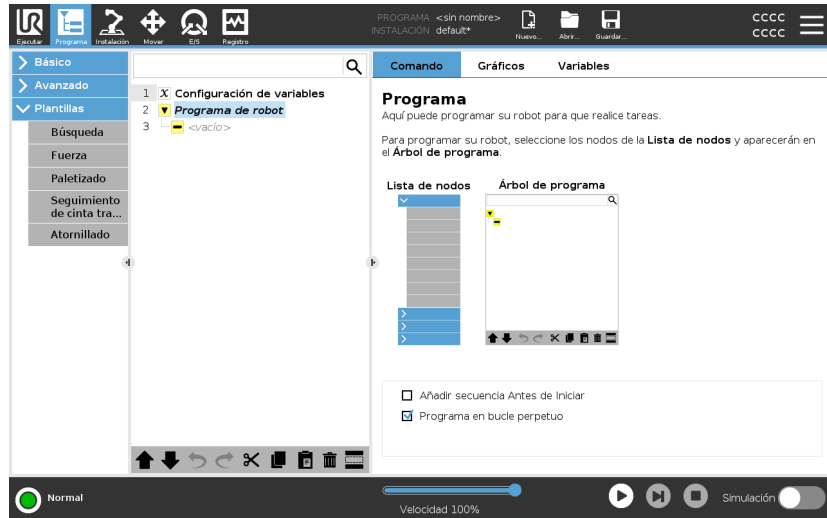 UR
PROGRAMA <sin nombre>
INSTALACIÓN default*
CCCC
CCCC
Ejecutar Programa Instalación Mover E/S Registro Nuevo... Abrir... Guardar...
Básico
Avanzado
Plantillas
Búsqueda
Fuerza
Paletizado
Seguimiento
de cinta tra...
Atornillado
1 X Configuración de variables
2 Programa de robot
3 <vacío>
Comando Gráficos Variables
Programa
Aquí puede programar su robot para que realice tareas.
Para programar su robot, seleccione los nodos de la Lista de nodos y aparecerán en
el Árbol de programa.
Lista de nodos Árbol de programa
Añadir secuencia Antes de Iniciar
Programa en bucle perpetuo
Normal
Velocidad 100%
Simulación